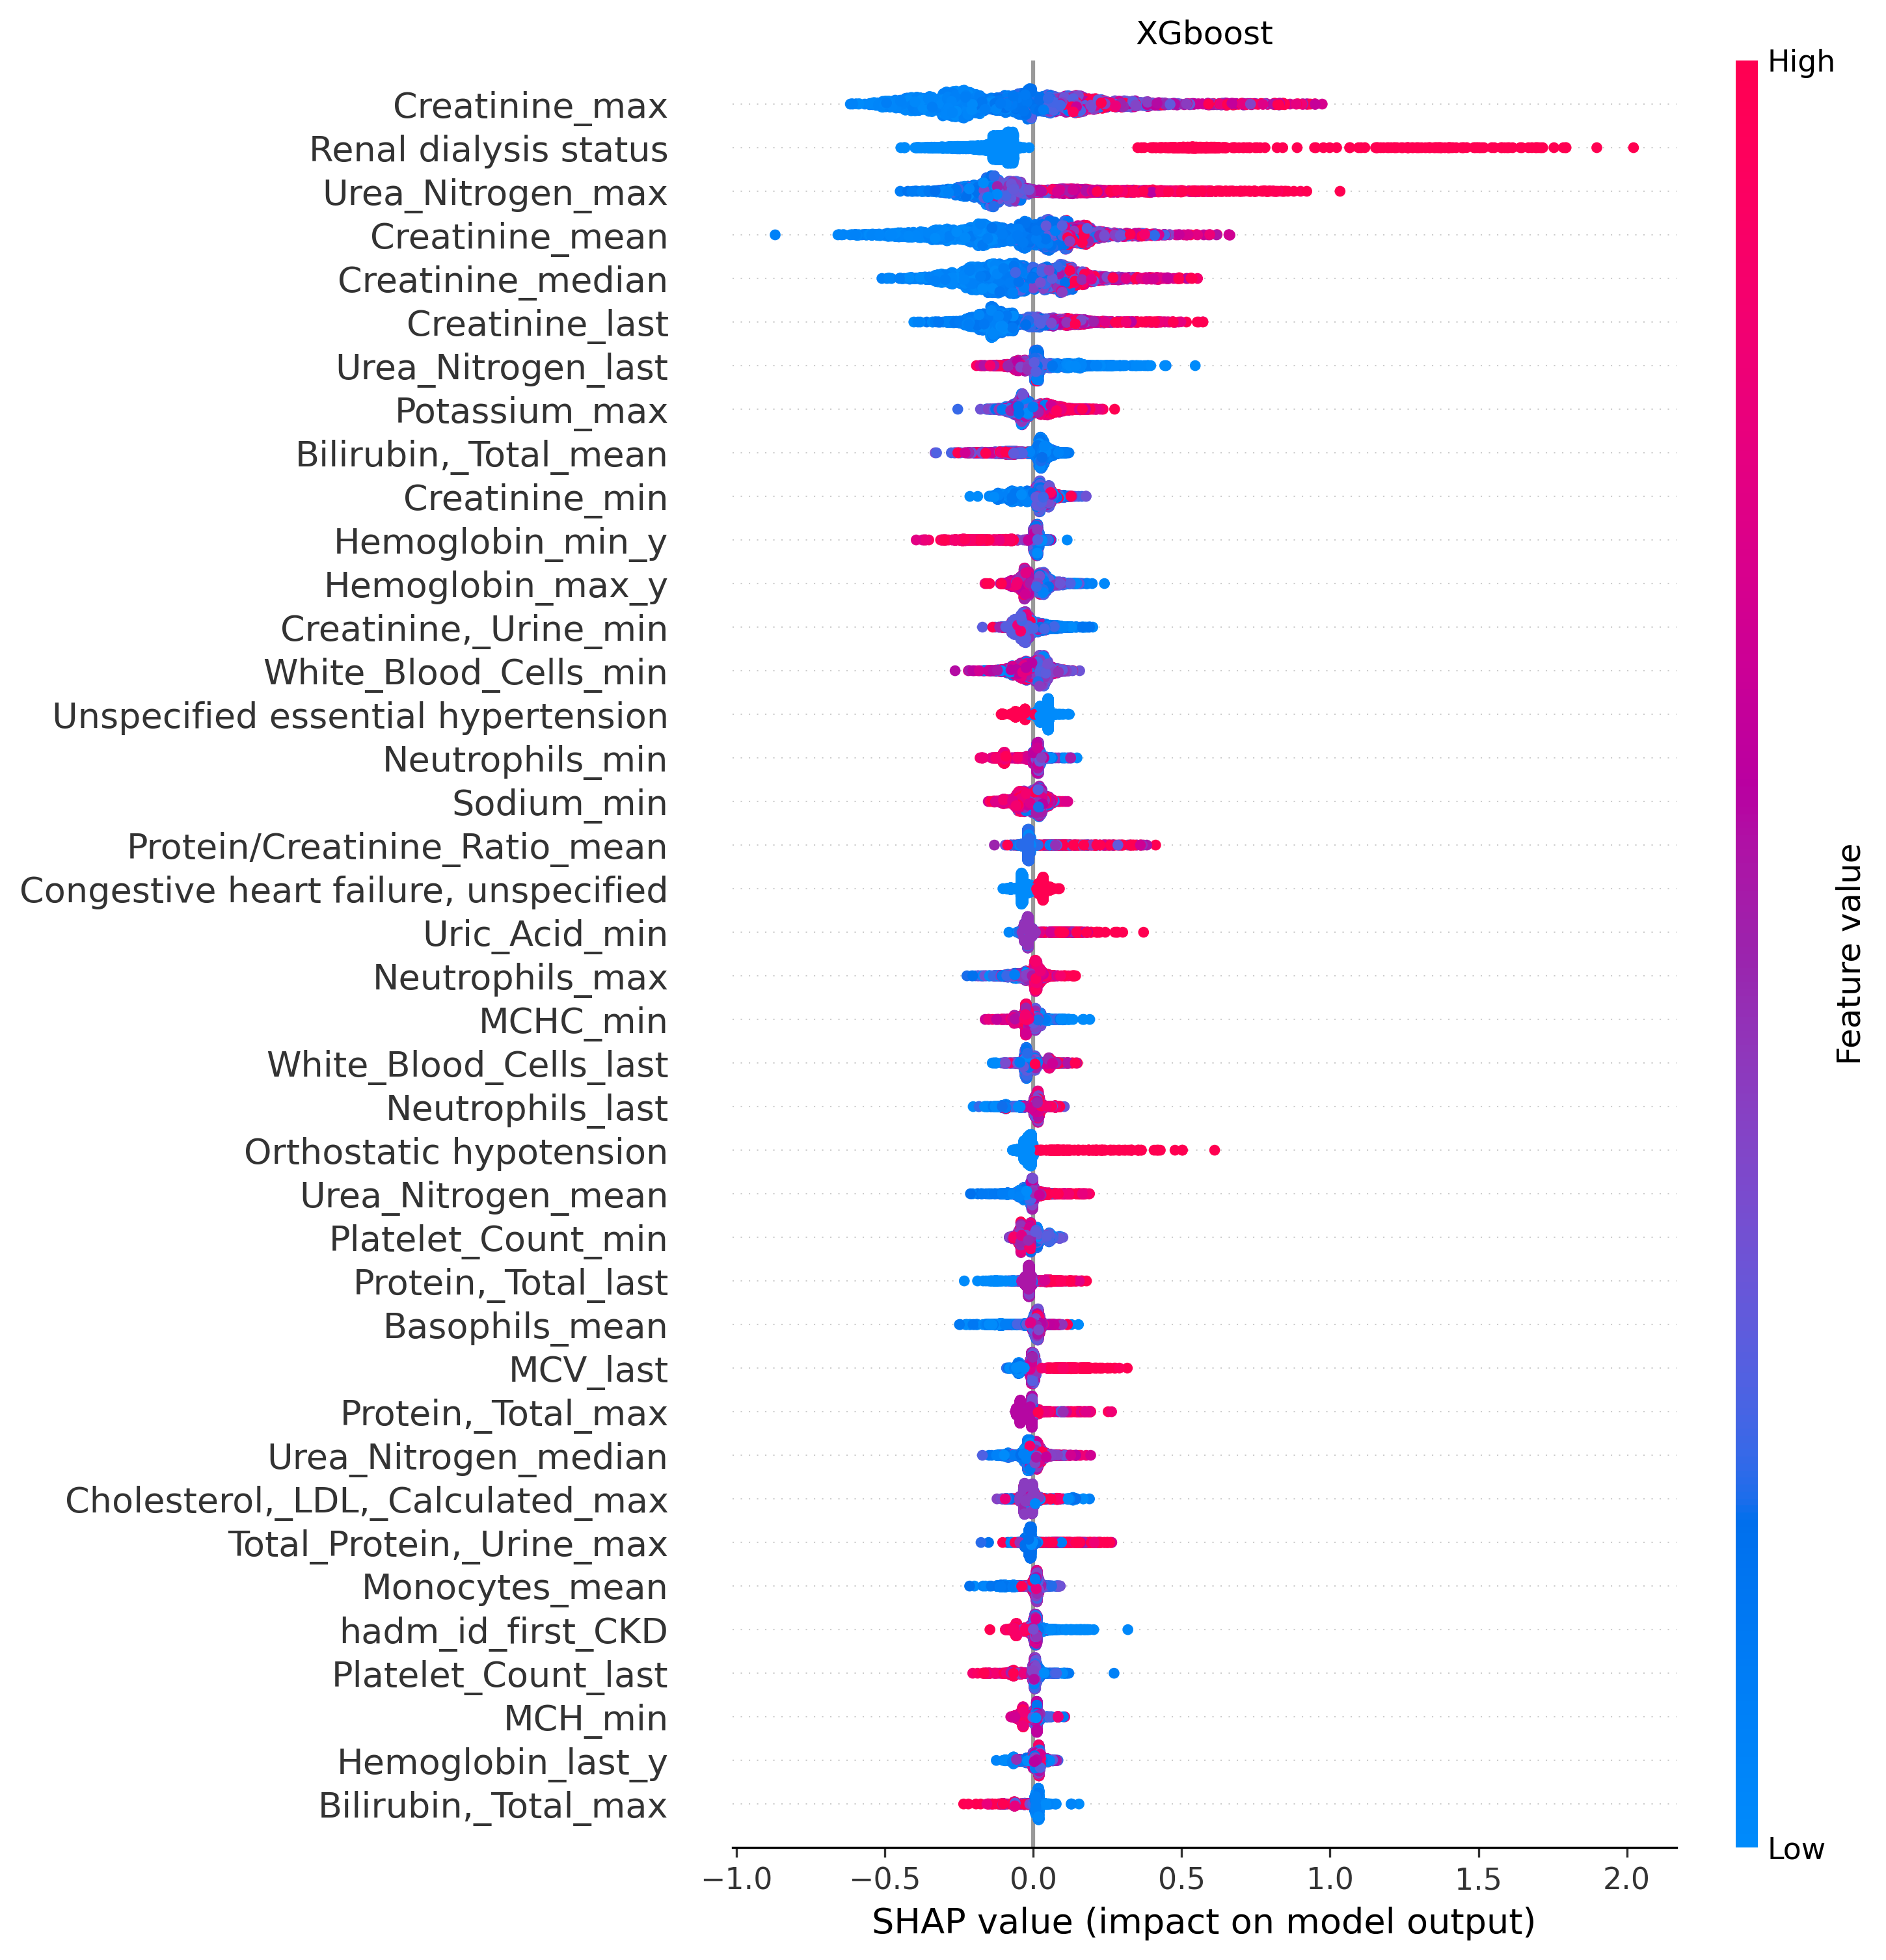 XGboost
High
Creatinine_max
Renal dialysis status
Urea_Nitrogen_max
Creatinine_mean
Creatinine_median
Creatinine_last
Urea_Nitrogen_last
Potassium_max
Bilirubin,_Total_mean
Creatinine_min
Hemoglobin_min_y
Hemoglobin_max_y
Creatinine,_Urine_min
White_Blood_Cells_min
Unspecified essential hypertension
Neutrophils_min
Sodium_min
Protein/Creatinine_Ratio_mean
Congestive heart failure, unspecified
Uric_Acid_min
Neutrophils_max
MCHC_min
White_Blood_Cells_last
Neutrophils_last
Orthostatic hypotension
Urea_Nitrogen_mean
Platelet_Count_min
Protein,_Total_last
Basophils_mean
MCV_last
Protein,_Total_max
Urea_Nitrogen_median
Cholesterol,_LDL,_Calculated_max
Total_Protein,_Urine_max
Monocytes_mean
hadm_id_first_CKD
Platelet_Count_last
MCH_min
Hemoglobin_last_y
Bilirubin,_Total_max
Feature value
Low
−1.0 −0.5 0.0 0.5 1.0 1.5 2.0
SHAP value (impact on model output)